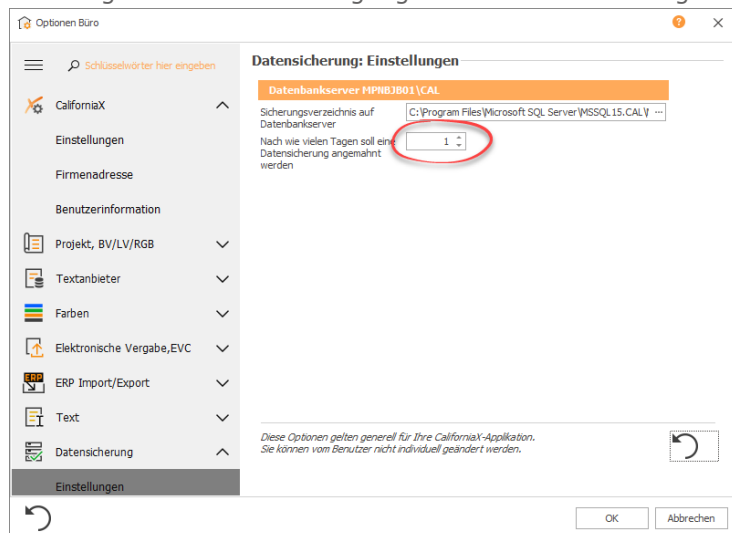 Optionen Büro
?
Schlüsselwörter hier eingeben
CaliforniaX
Einstellungen
Firmenadresse
Benutzerinformation
Projekt, BV/LV/RGB
Textanbieter
Farben
Elektronische Vergabe,EVC
ERP
ERP Import/Export
Text
Datensicherung
Einstellungen
Datensicherung: Einstellungen
Datenbankserver MPNBJB01\CAL
Sicherungsverzeichnis auf
Datenbankserver
C:\Program Files\Microsoft SQL Server\MSSQL15.CAL\ ...
Nach wie vielen Tagen soll eine
Datensicherung angemahnt
werden
1
Diese Optionen gelten generell für Ihre CaliforniaX-Applikation.
Sie können vom Benutzer nicht individuell geändert werden.
OK
Abbrechen